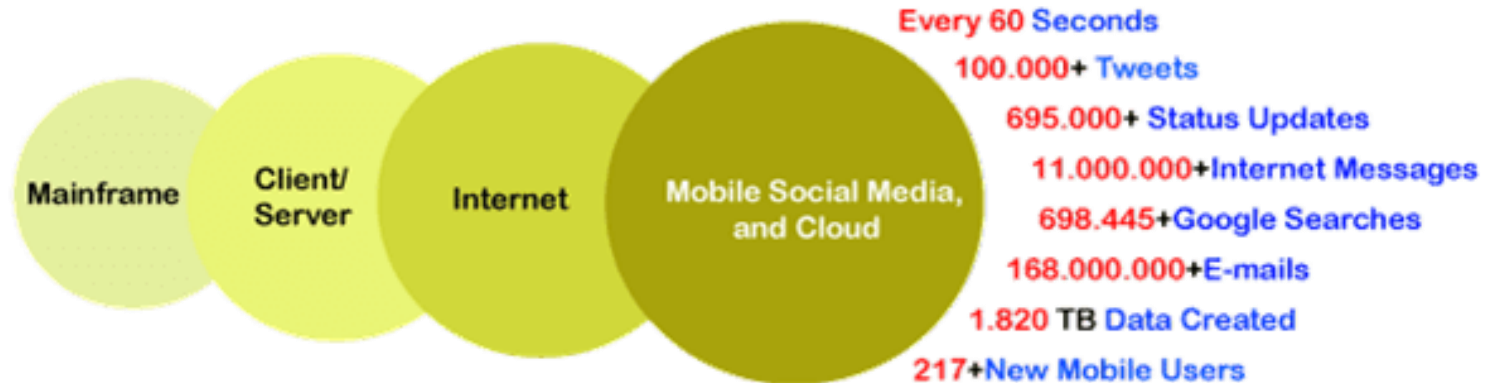 Mainframe
Client/
Server
Internet
Mobile Social Media,
and Cloud
Every 60 Seconds
100.000+ Tweets
695.000+ Status Updates
11.000.000+Internet Messages
698.445+Google Searches
168.000.000+E-mails
1.820 TB Data Created
217+New Mobile Users